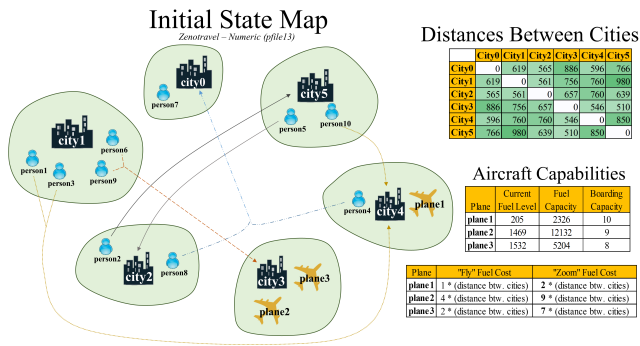 Initial State Map
Zenotravel – Numeric (pfile13)
city0
person7
city5
person5
person10
city1
person6
person1
person3
person9
person4
city4
plane1
person2
city2
person8
city3
plane3
plane2
Distances Between Cities
City0 City1 City2 City3 City4 City5
City0 0 619 565 886 596 766
City1 619 0 561 756 760 980
City2 565 561 0 657 760 639
City3 886 756 657 0 546 510
City4 596 760 760 546 0 850
City5 766 980 639 510 850 0
Aircraft Capabilities
Plane Current Fuel Level Fuel Capacity Boarding Capacity
plane1 205 2326 10
plane2 1469 12132 9
plane3 1532 5204 8
Plane "Fly" Fuel Cost "Zoom" Fuel Cost
plane1 1 * (distance btw. cities) 2 * (distance btw. cities)
plane2 4 * (distance btw. cities) 9 * (distance btw. cities)
plane3 2 * (distance btw. cities) 7 * (distance btw. cities)